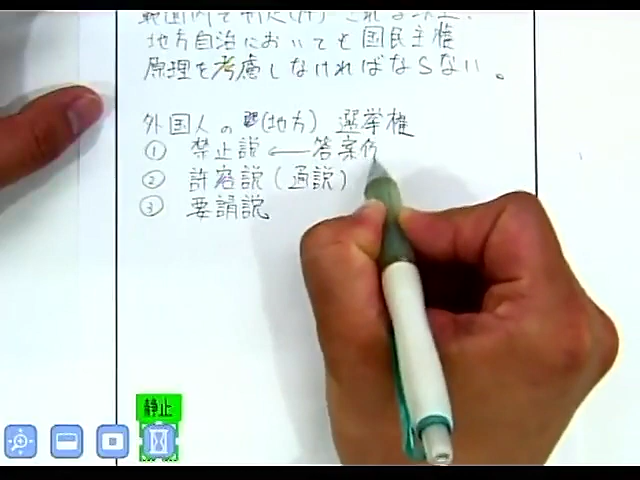 地方自治においても国民主権
原理を考慮しなければならない。
外国人の(地方)選挙権
① 禁止説 ← 答案
② 許容説(通説)
③ 要請説
静止